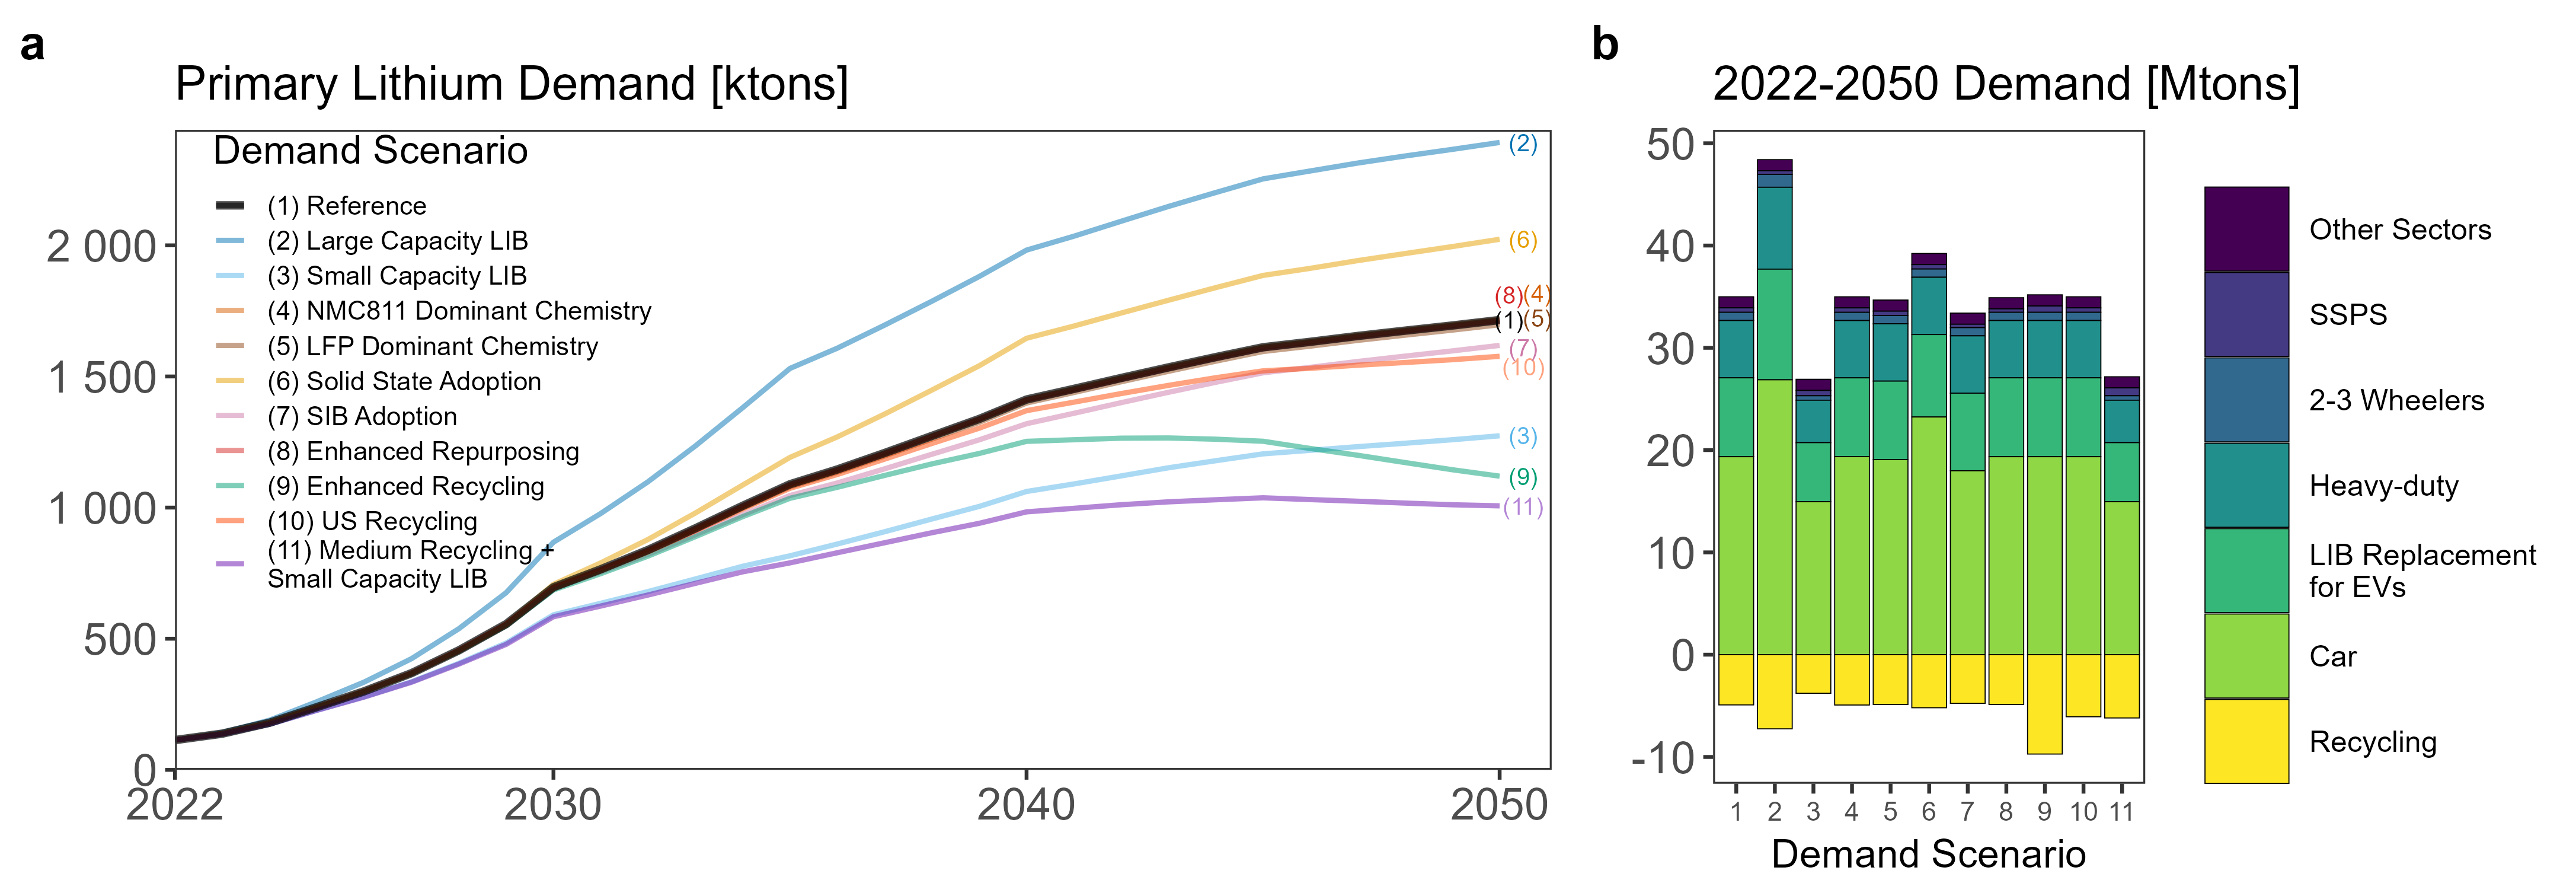 a
Primary Lithium Demand [ktons]
Demand Scenario
(1) Reference
(2) Large Capacity LIB
(3) Small Capacity LIB
(4) NMC811 Dominant Chemistry
(5) LFP Dominant Chemistry
(6) Solid State Adoption
(7) SIB Adoption
(8) Enhanced Repurposing
(9) Enhanced Recycling
(10) US Recycling
(11) Medium Recycling +
Small Capacity LIB
2 000
1 500
1 000
500
0
2022 2030 2040 2050
(2)
(6)
(8) (4)
(1) (5)
(7)
(10)
(3)
(9)
(11)
b
2022-2050 Demand [Mtons]
50
40
30
20
10
0
-10
1 2 3 4 5 6 7 8 9 10 11
Demand Scenario
Other Sectors
SSPS
2-3 Wheelers
Heavy-duty
LIB Replacement
for EVs
Car
Recycling